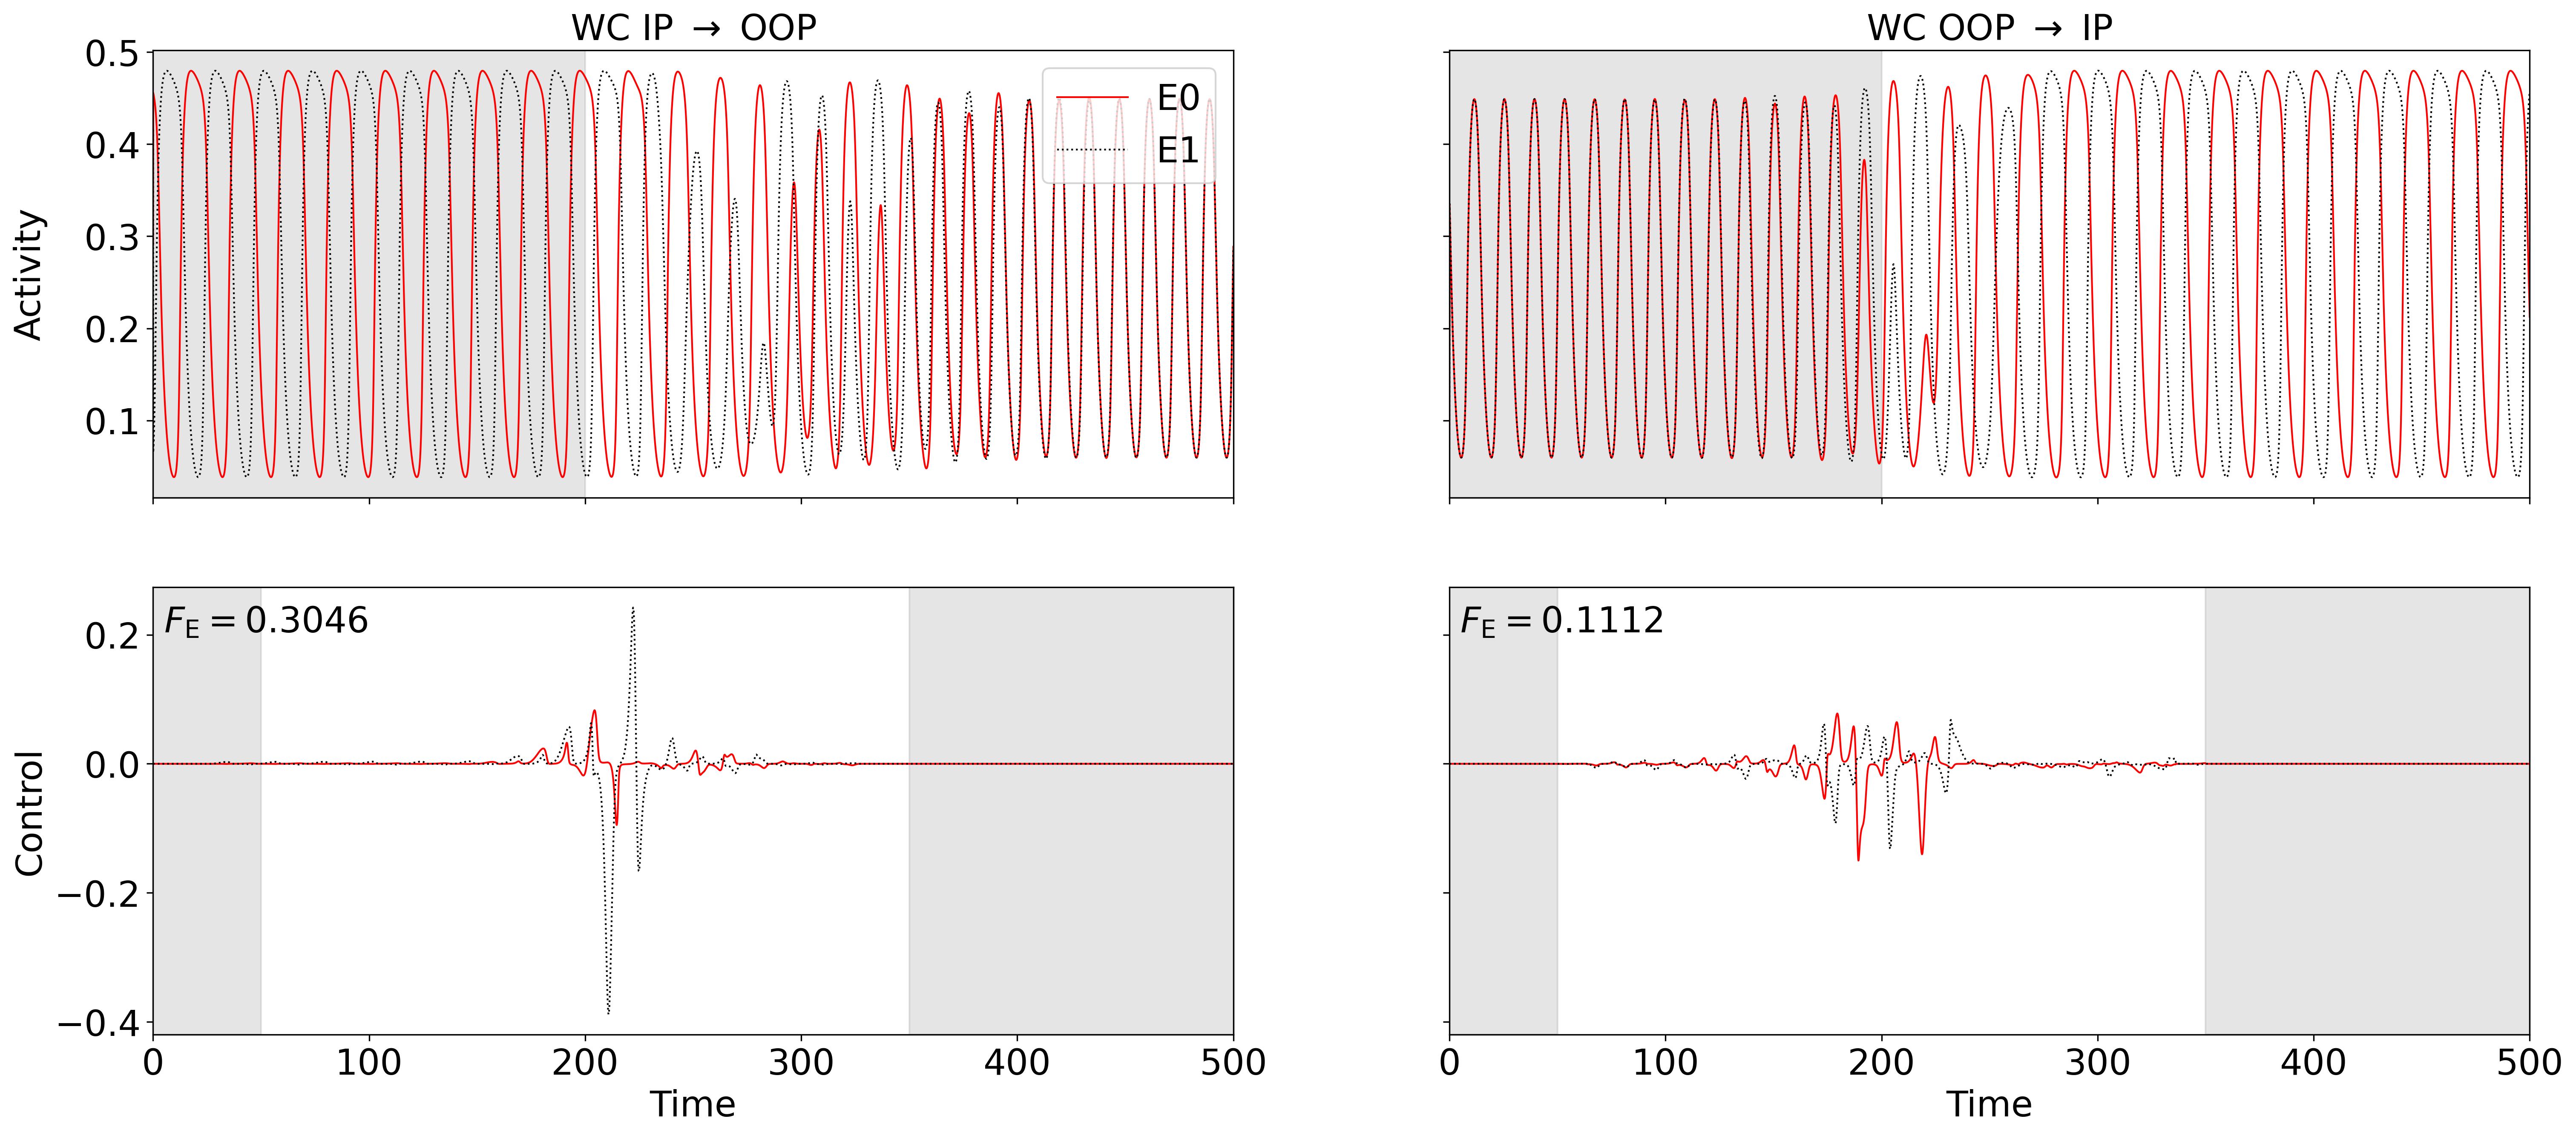 WC IP → OOP
WC OOP → IP
0.5
0.4
0.3
0.2
0.1
Activity
E0
E1
F_E = 0.3046
F_E = 0.1112
0.2
0.0
−0.2
−0.4
Control
0 100 200 300 400 500
0 100 200 300 400 500
Time
Time